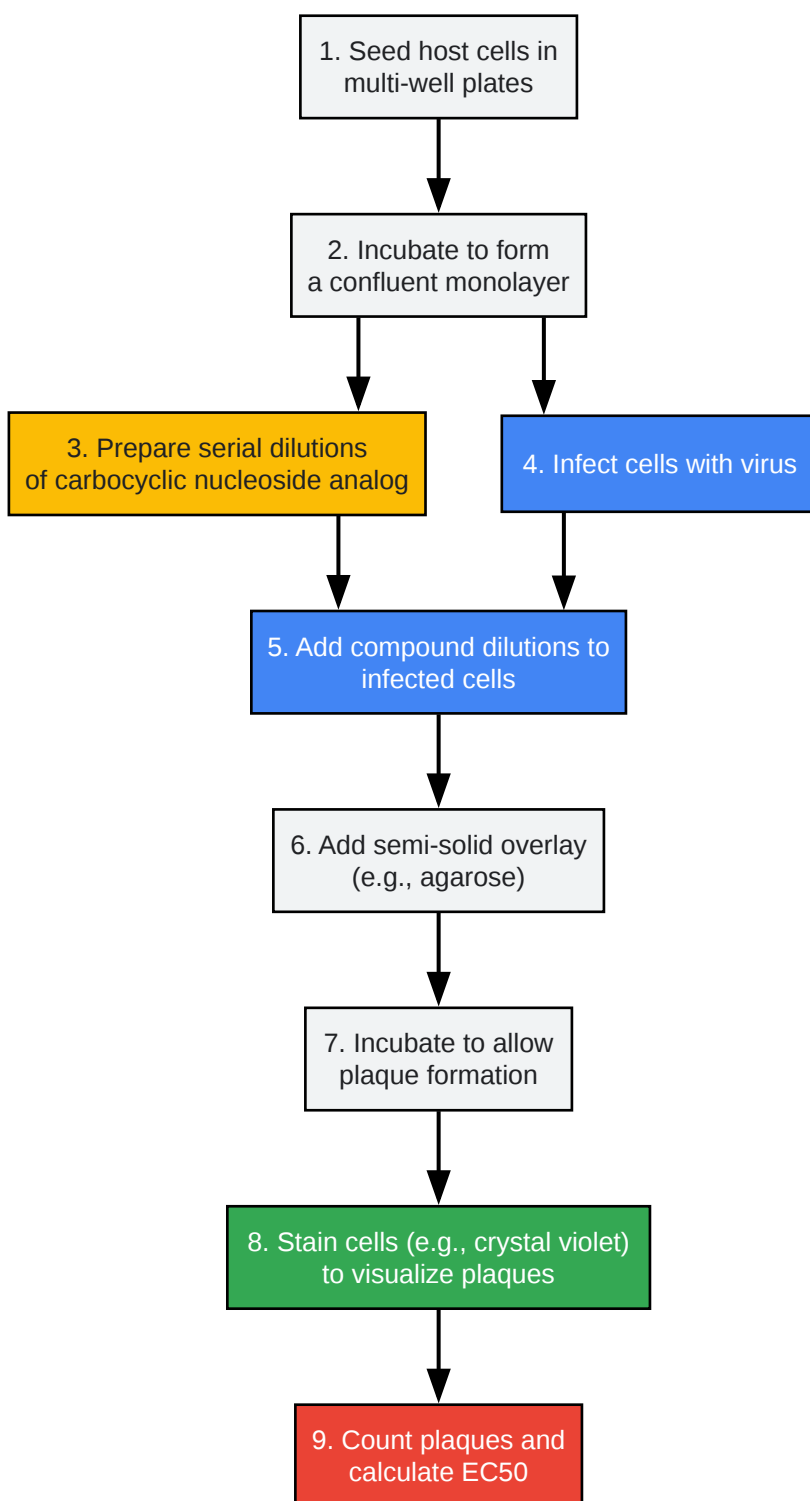 1. Seed host cells in
multi-well plates
2. Incubate to form
a confluent monolayer
3. Prepare serial dilutions
of carbocyclic nucleoside analog
4. Infect cells with virus
5. Add compound dilutions to
infected cells
6. Add semi-solid overlay
(e.g., agarose)
7. Incubate to allow
plaque formation
8. Stain cells (e.g., crystal violet)
to visualize plaques
9. Count plaques and
calculate EC50